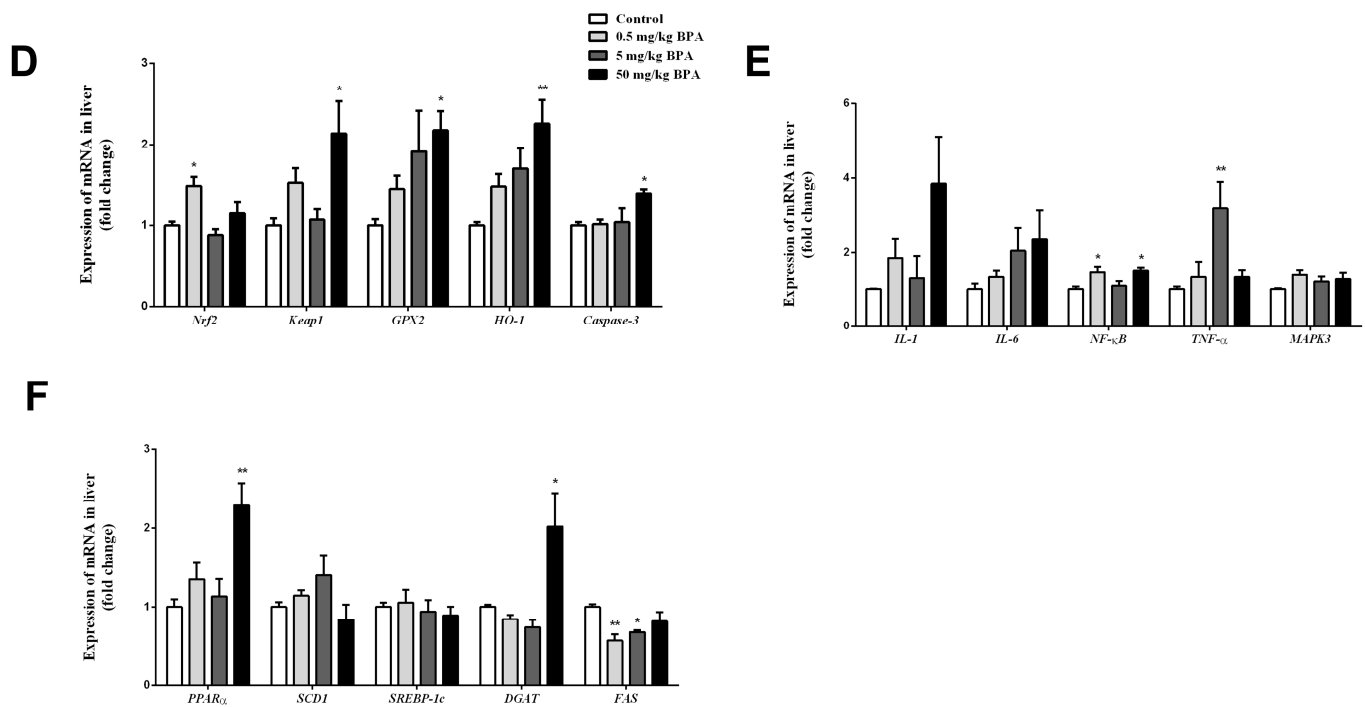 Control
0.5 mg/kg BPA
5 mg/kg BPA
50 mg/kg BPA
D
Expression of mRNA in liver
(fold change)
3
2
1
0
*
*
*
**
*
Nrf2 Keap1 GPX2 HO-1 Caspase-3
E
Expression of mRNA in liver
(fold change)
6
4
2
0
*
*
**
IL-1 IL-6 NF-κB TNF-α MAPK3
F
Expression of mRNA in liver
(fold change)
3
2
1
0
**
*
**
*
PPARα SCD1 SREBP-1c DGAT FAS